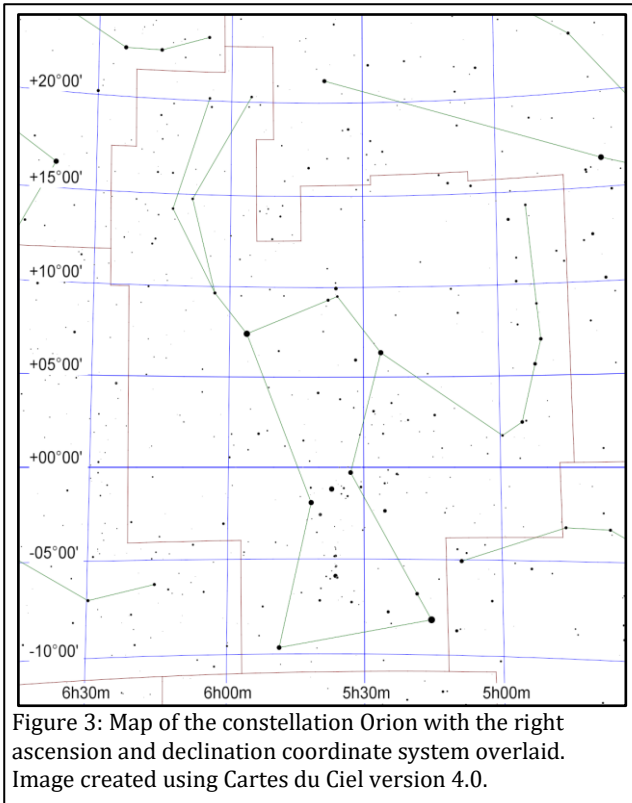 +20°00'
+15°00'
+10°00'
+05°00'
+00°00'
-05°00'
-10°00'
6h30m 6h00m 5h30m 5h00m
Figure 3: Map of the constellation Orion with the right
ascension and declination coordinate system overlaid.
Image created using Cartes du Ciel version 4.0.